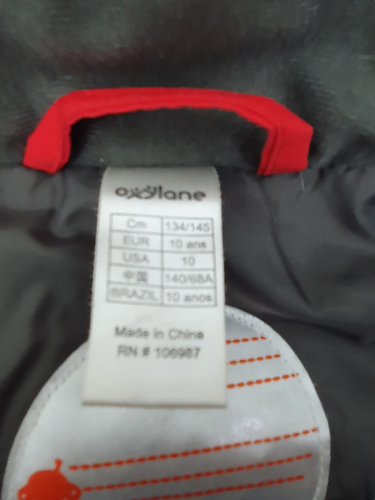 oxylane
Cm 134/145
EUR 10 ans
USA 10
中国 140/68A
BRAZIL 10 anos
Made in China
RN # 106987